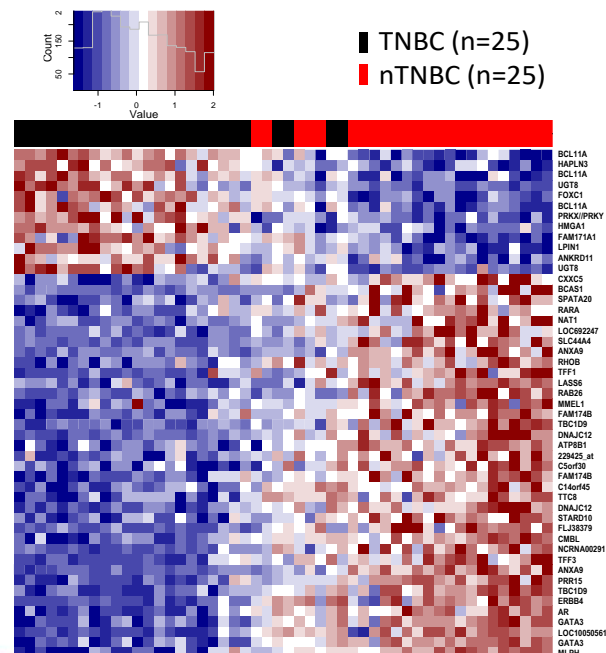 TNBC (n=25)
nTNBC (n=25)
Count
50
150
2
-1
0
1
2
Value
BCL11A
HAPLN3
BCL11A
UGT8
FOXC1
BCL11A
PRKX//PRKY
HMGA1
FAM171A1
LPIN1
ANKRD11
UGT8
CXXC5
BCAS1
SPATA20
RARA
NAT1
LOC692247
SLC44A4
ANXA9
RHOB
TFF1
LASS6
RAB26
MMEL1
FAM174B
TBC1D9
DNAJC12
ATP8B1
229425_at
C5orf30
FAM174B
C14orf45
TTC8
DNAJC12
STARD10
FLJ38379
CMBL
NCRNA00291
TFF3
ANXA9
PRR15
TBC1D9
ERBB4
AR
GATA3
LOC10050561
GATA3
MLPH